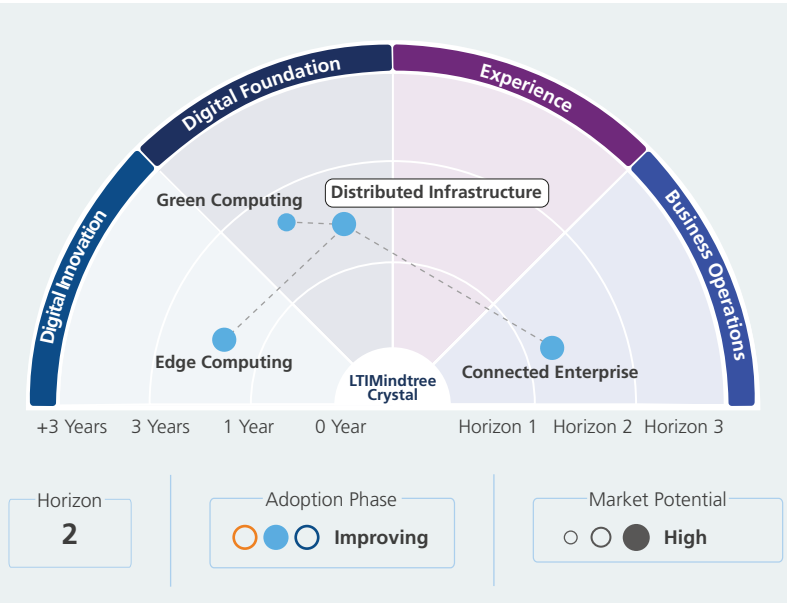 Digital Innovation
Digital Foundation
Experience
Business Operations
Green Computing
Distributed Infrastructure
Edge Computing
Connected Enterprise
LTIMindtree
Crystal
+3 Years 3 Years 1 Year 0 Year Horizon 1 Horizon 2 Horizon 3
Horizon
2
Adoption Phase
Improving
Market Potential
High